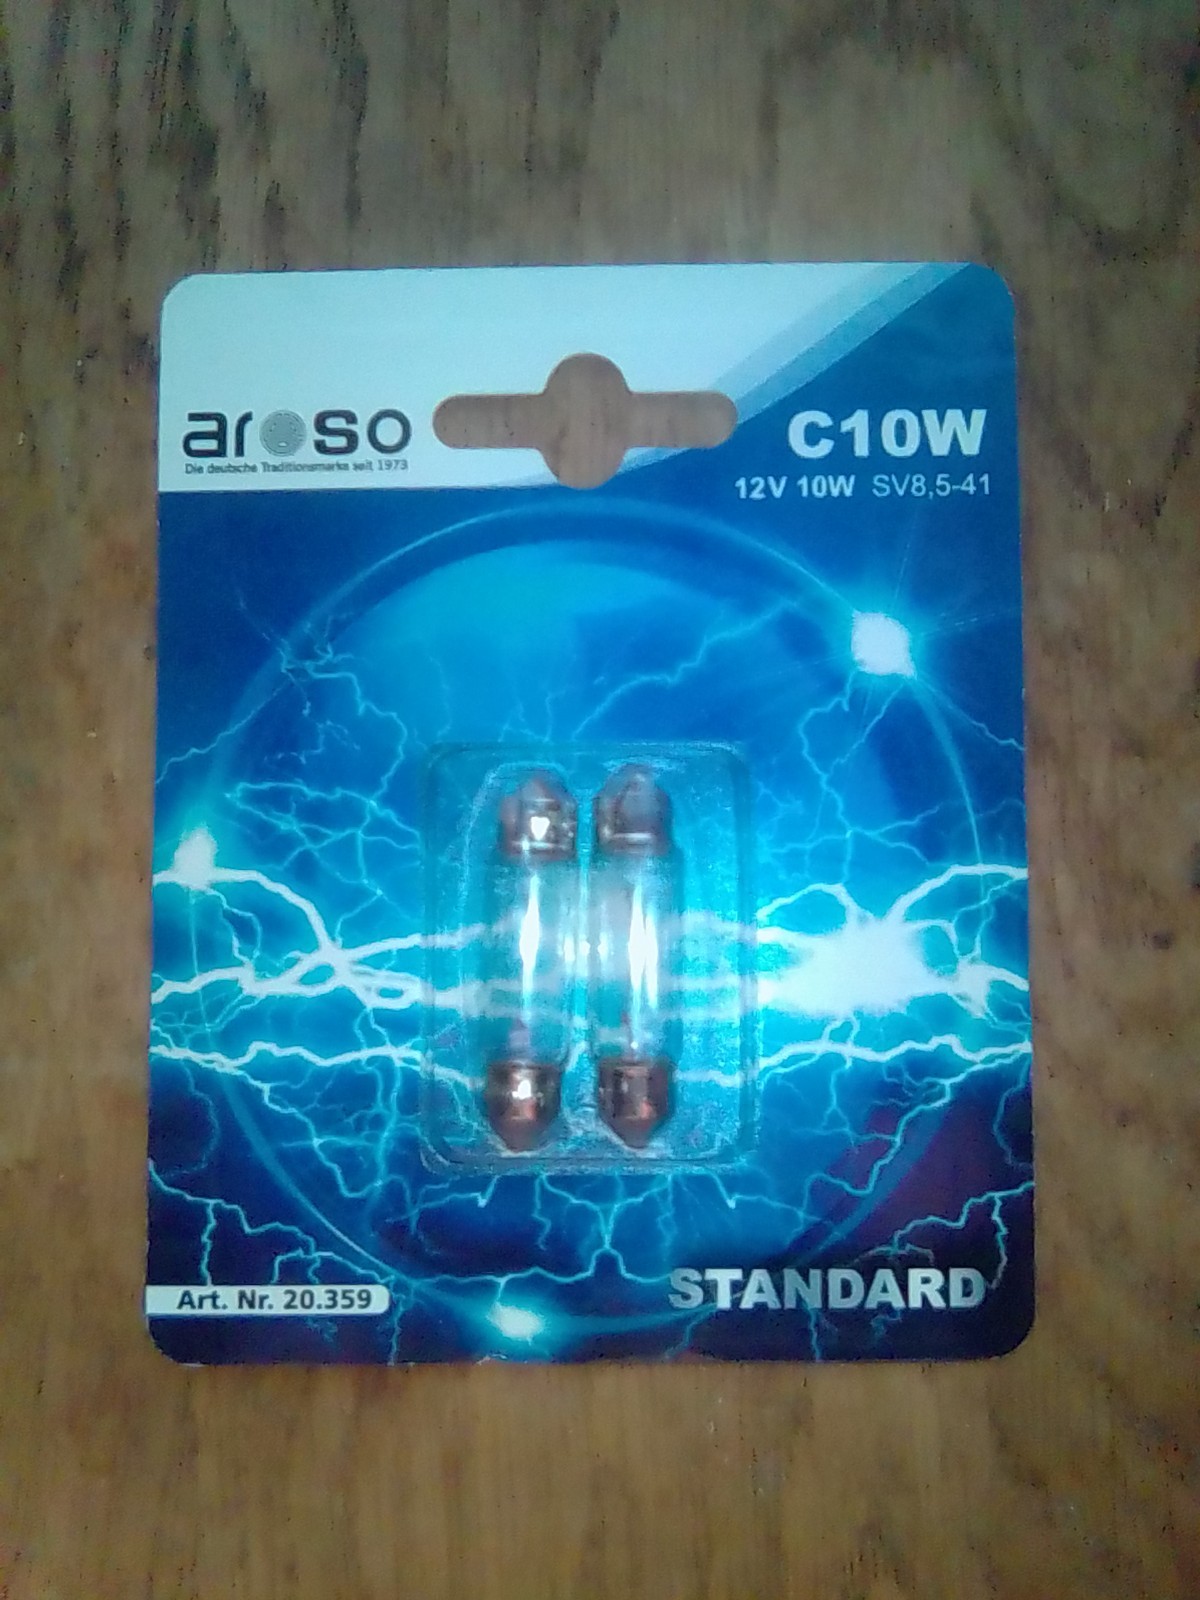 aroso
Die deutsche Traditionsmarke seit 1973
C10W
12V 10W SV8,5-41
Art. Nr. 20.359
STANDARD